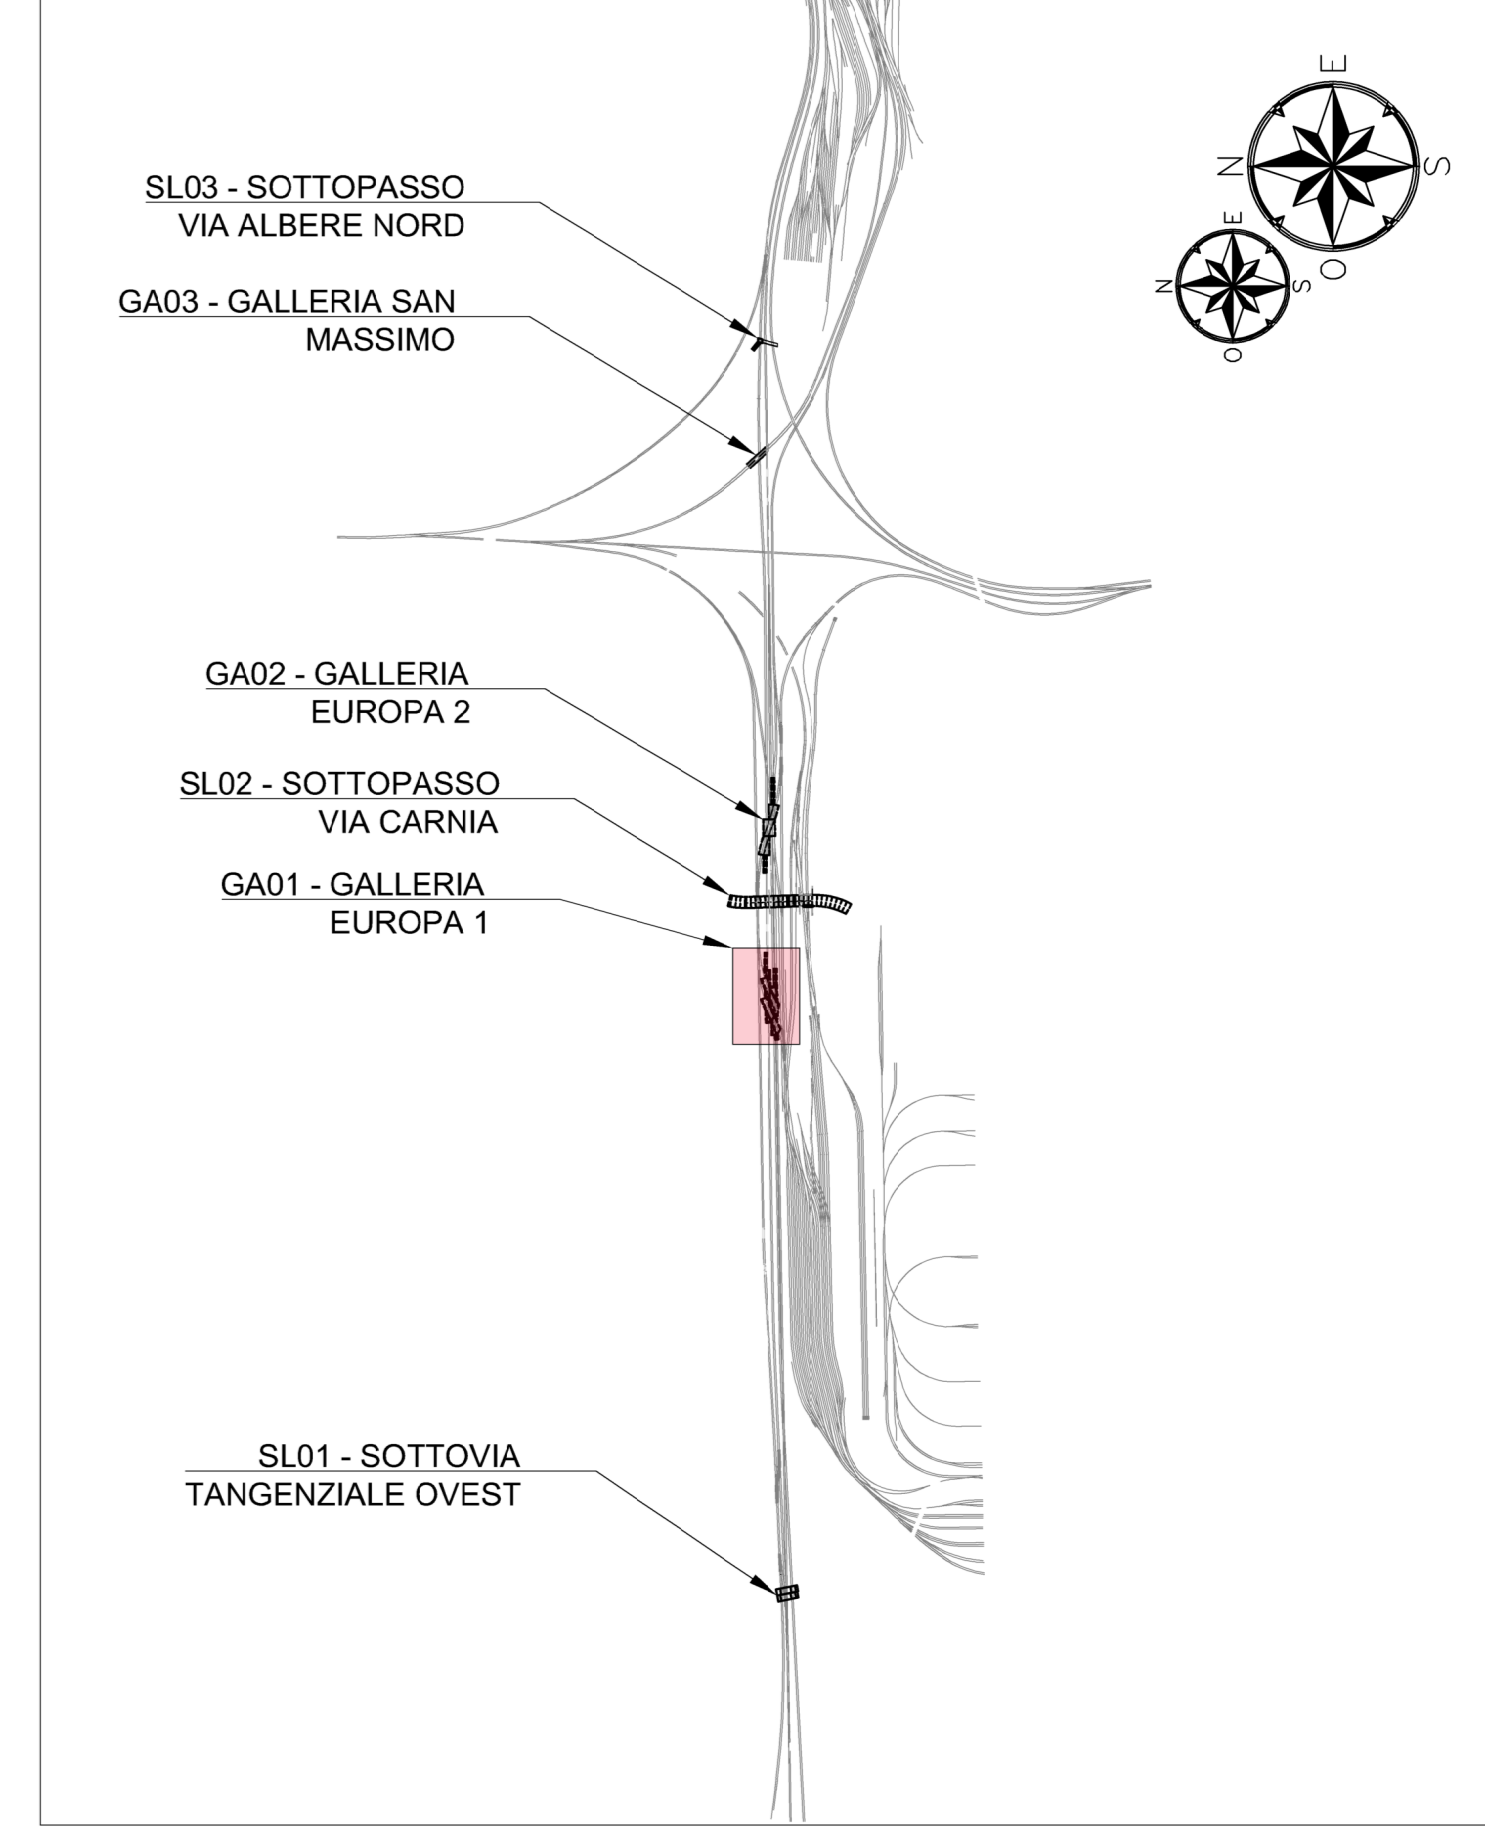 E
N
S
O
E
N
S
O
SL03 - SOTTOPASSO
VIA ALBERE NORD
GA03 - GALLERIA SAN
MASSIMO
GA02 - GALLERIA
EUROPA 2
SL02 - SOTTOPASSO
VIA CARNIA
GA01 - GALLERIA
EUROPA 1
SL01 - SOTTOVIA
TANGENZIALE OVEST